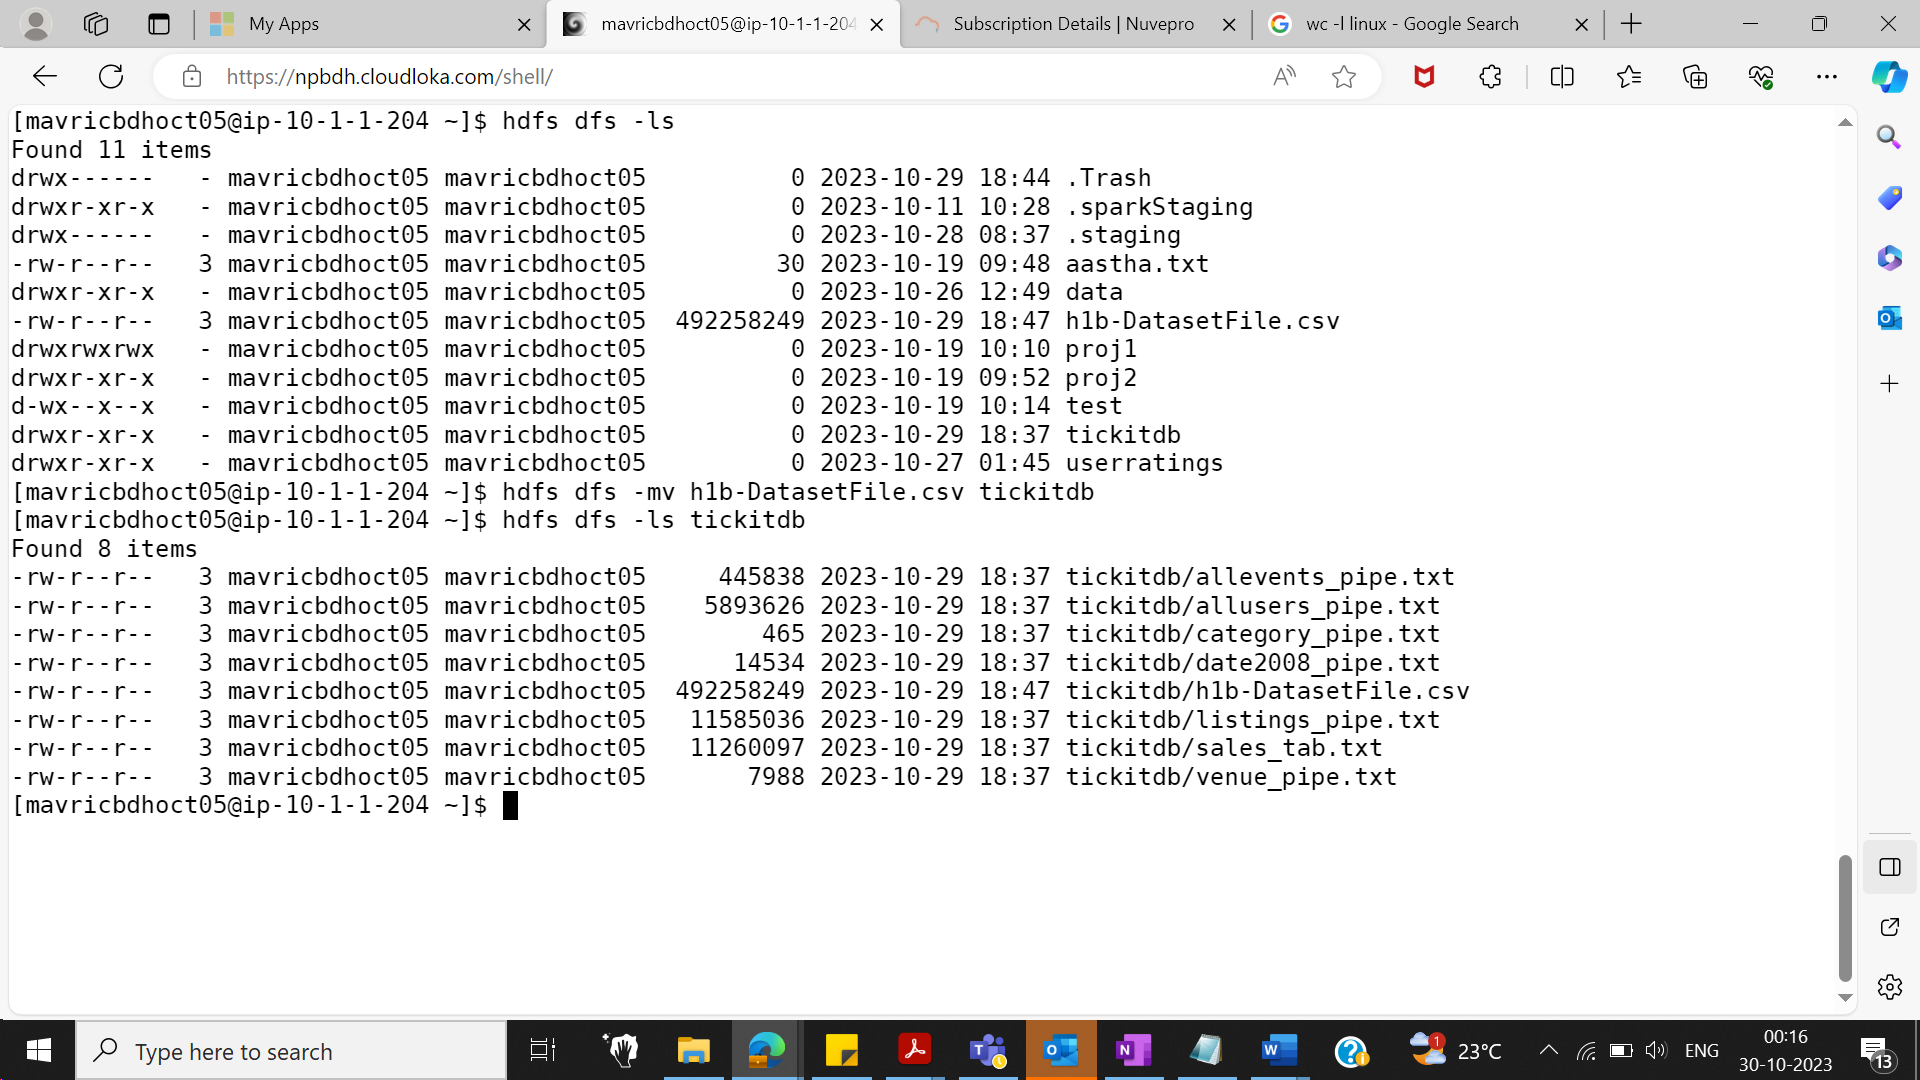 My Apps
mavricbdhoct05@ip-10-1-1-204
Subscription Details | Nuvepro
wc -l linux - Google Search
https://npbdh.cloudloka.com/shell/
[mavricbdhoct05@ip-10-1-1-204 ~]$ hdfs dfs -ls
Found 11 items
drwx------   - mavricbdhoct05 mavricbdhoct05          0 2023-10-29 18:44 .Trash
drwxr-xr-x   - mavricbdhoct05 mavricbdhoct05          0 2023-10-11 10:28 .sparkStaging
drwx------   - mavricbdhoct05 mavricbdhoct05          0 2023-10-28 08:37 .staging
-rw-r--r--   3 mavricbdhoct05 mavricbdhoct05         30 2023-10-19 09:48 aastha.txt
drwxr-xr-x   - mavricbdhoct05 mavricbdhoct05          0 2023-10-26 12:49 data
-rw-r--r--   3 mavricbdhoct05 mavricbdhoct05  492258249 2023-10-29 18:47 h1b-DatasetFile.csv
drwxrwxrwx   - mavricbdhoct05 mavricbdhoct05          0 2023-10-19 10:10 proj1
drwxr-xr-x   - mavricbdhoct05 mavricbdhoct05          0 2023-10-19 09:52 proj2
d-wx--x--x   - mavricbdhoct05 mavricbdhoct05          0 2023-10-19 10:14 test
drwxr-xr-x   - mavricbdhoct05 mavricbdhoct05          0 2023-10-29 18:37 tickitdb
drwxr-xr-x   - mavricbdhoct05 mavricbdhoct05          0 2023-10-27 01:45 userratings
[mavricbdhoct05@ip-10-1-1-204 ~]$ hdfs dfs -mv h1b-DatasetFile.csv tickitdb
[mavricbdhoct05@ip-10-1-1-204 ~]$ hdfs dfs -ls tickitdb
Found 8 items
-rw-r--r--   3 mavricbdhoct05 mavricbdhoct05     445838 2023-10-29 18:37 tickitdb/allevents_pipe.txt
-rw-r--r--   3 mavricbdhoct05 mavricbdhoct05    5893626 2023-10-29 18:37 tickitdb/allusers_pipe.txt
-rw-r--r--   3 mavricbdhoct05 mavricbdhoct05        465 2023-10-29 18:37 tickitdb/category_pipe.txt
-rw-r--r--   3 mavricbdhoct05 mavricbdhoct05      14534 2023-10-29 18:37 tickitdb/date2008_pipe.txt
-rw-r--r--   3 mavricbdhoct05 mavricbdhoct05  492258249 2023-10-29 18:47 tickitdb/h1b-DatasetFile.csv
-rw-r--r--   3 mavricbdhoct05 mavricbdhoct05   11585036 2023-10-29 18:37 tickitdb/listings_pipe.txt
-rw-r--r--   3 mavricbdhoct05 mavricbdhoct05   11260097 2023-10-29 18:37 tickitdb/sales_tab.txt
-rw-r--r--   3 mavricbdhoct05 mavricbdhoct05       7988 2023-10-29 18:37 tickitdb/venue_pipe.txt
[mavricbdhoct05@ip-10-1-1-204 ~]$
Type here to search
1
23°C
ENG
00:16
30-10-2023
13